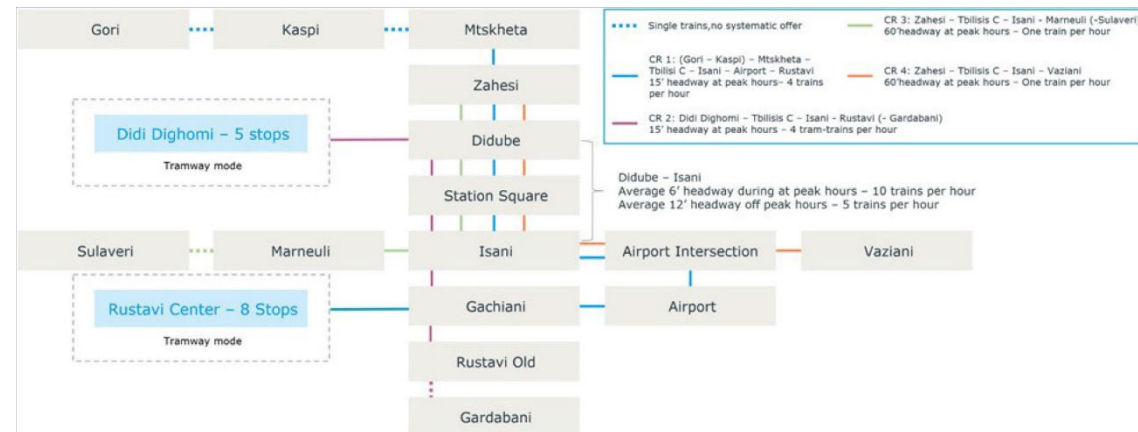 Gori
Kaspi
Mtskheta
Single trains,no systematic offer
CR 1: (Gori – Kaspi) – Mtskheta –
Tbilisi C – Isani – Airport – Rustavi
15' headway at peak hours– 4 trains
per hour
CR 2: Didi Dighomi – Tbilisis C – Isani - Rustavi (- Gardabani)
15' headway at peak hours – 4 tram-trains per hour
CR 3: Zahesi – Tbilisis C – Isani - Marneuli (-Sulaveri)
60'headway at peak hours – One train per hour
CR 4: Zahesi – Tbilisis C – Isani – Vaziani
60'headway at peak hours – One train per hour
Zahesi
Didi Dighomi – 5 stops
Tramway mode
Didube
Station Square
Didube – Isani
Average 6' headway during at peak hours – 10 trains per hour
Average 12' headway off peak hours – 5 trains per hour
Sulaveri
Marneuli
Isani
Airport Intersection
Vaziani
Rustavi Center – 8 Stops
Tramway mode
Gachiani
Airport
Rustavi Old
Gardabani